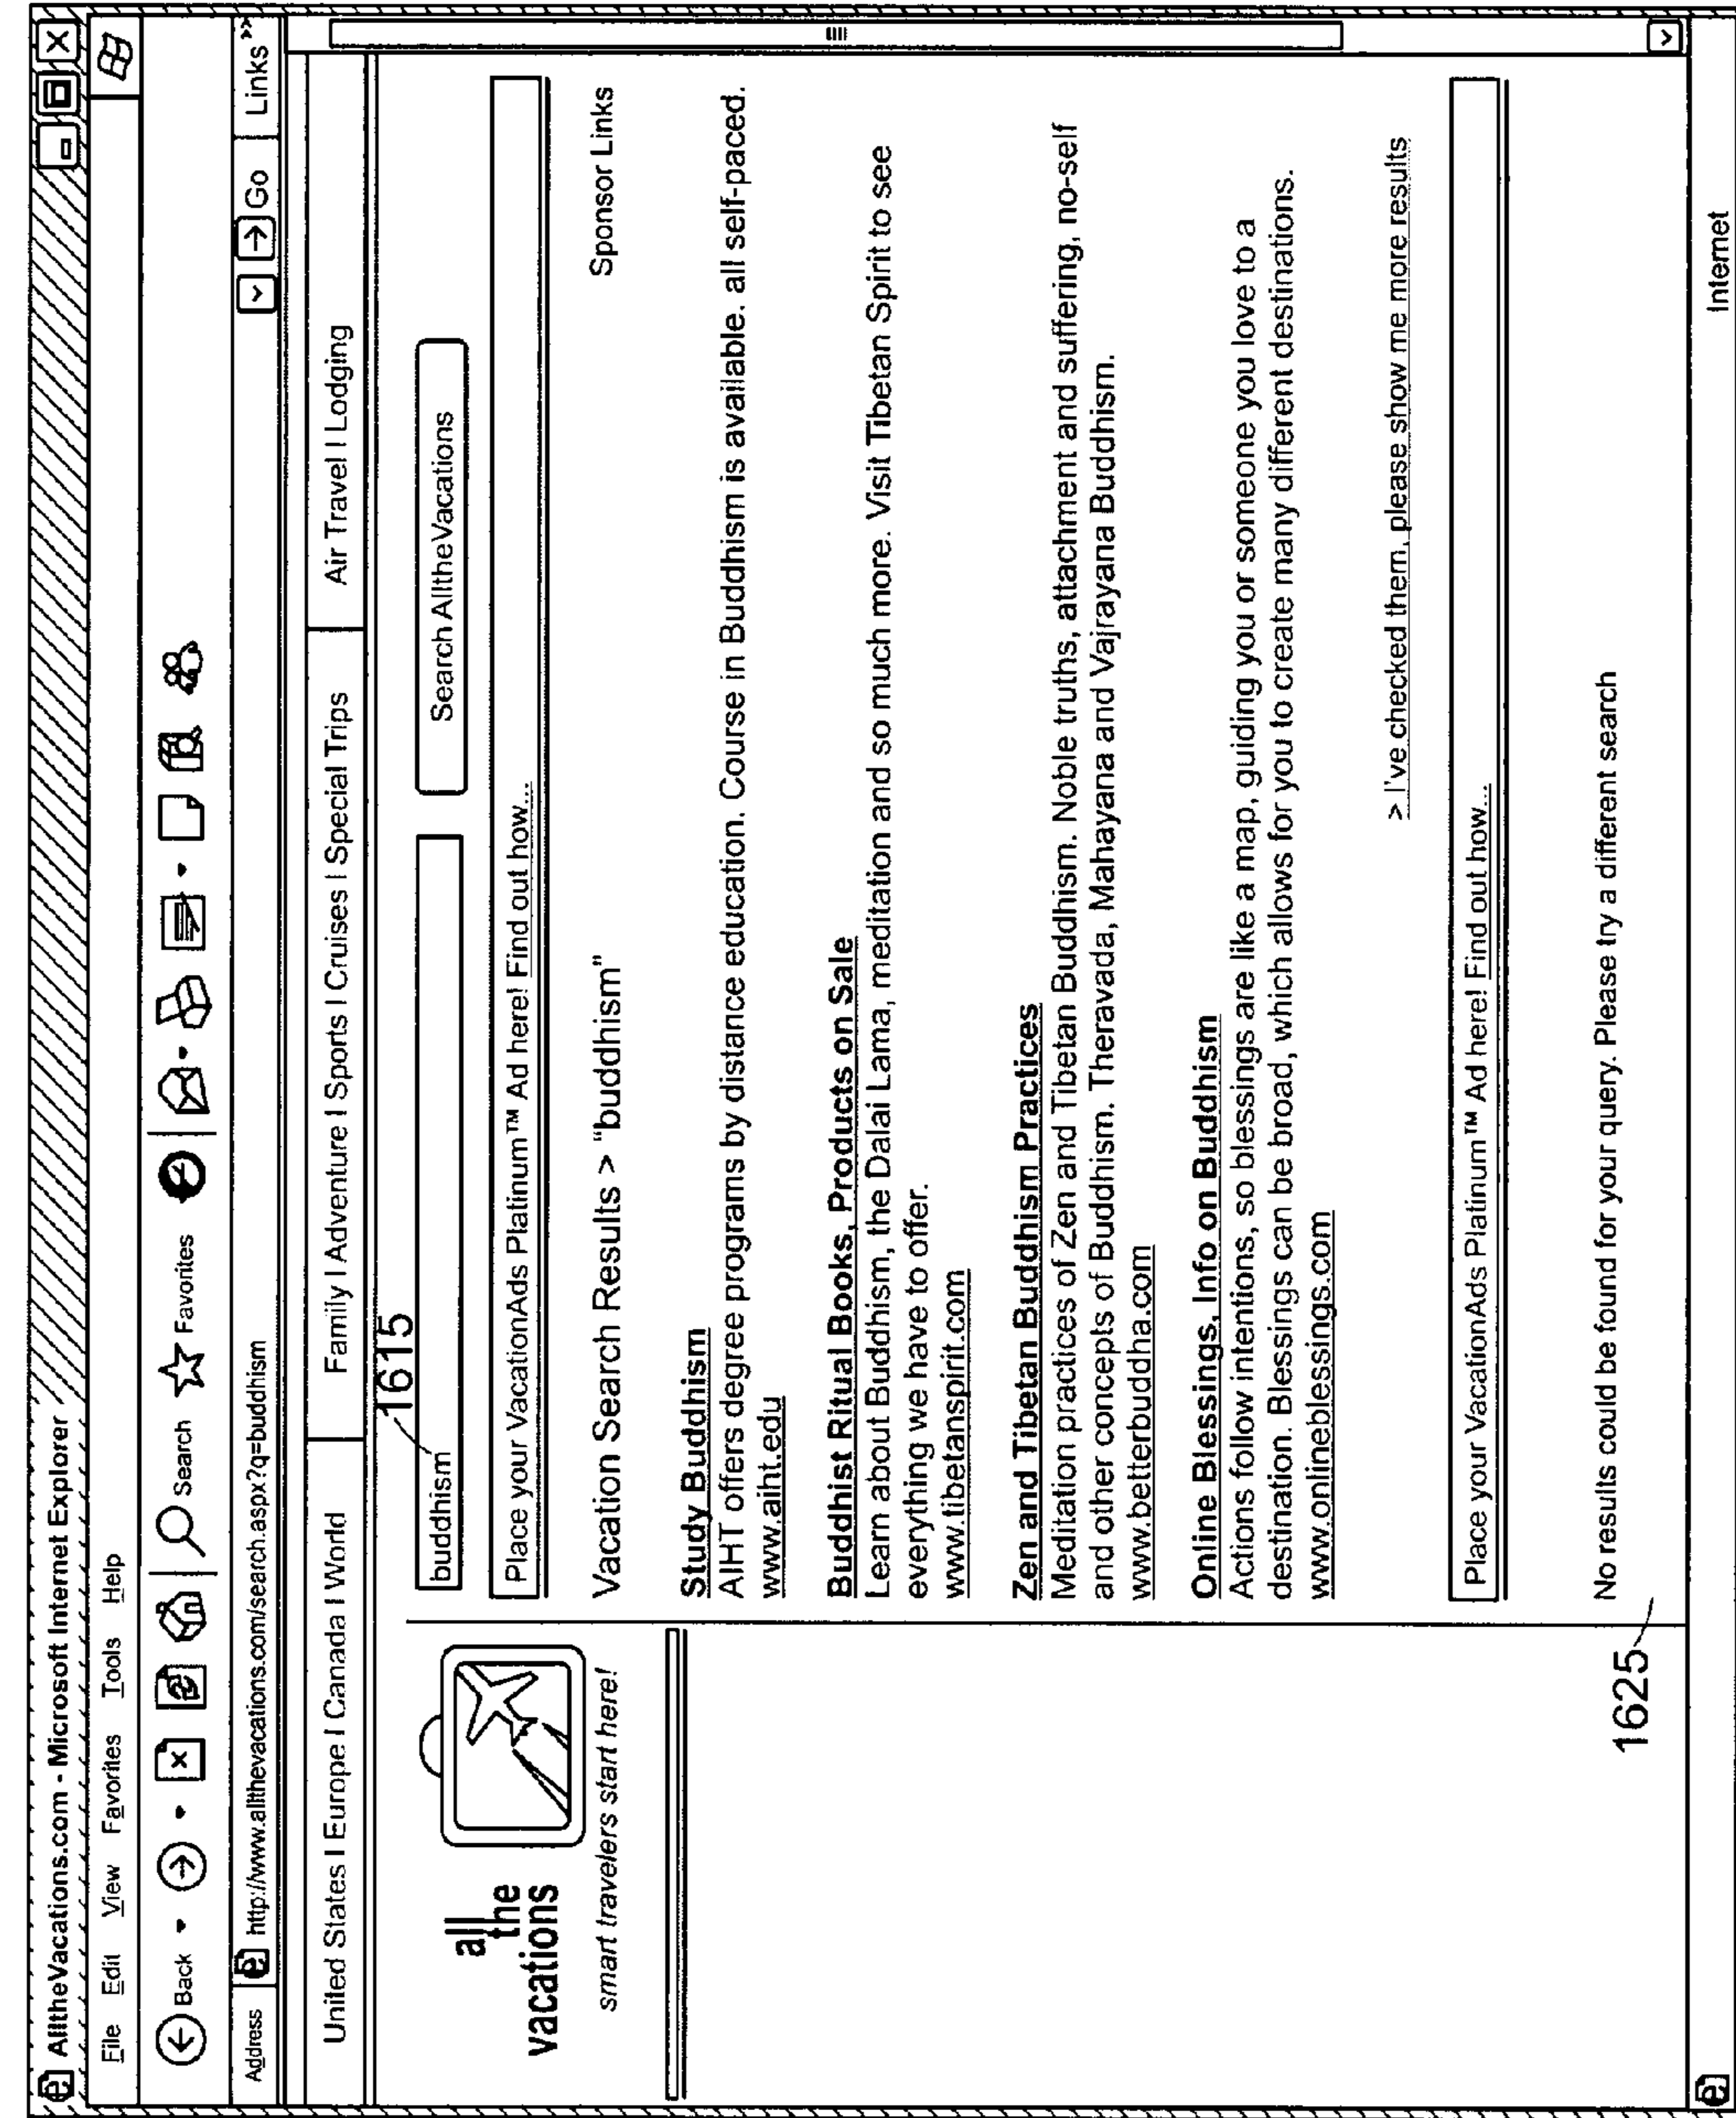 AlltheVacations.com - Microsoft Internet Explorer
File Edit View Favorites Tools Help
Back Search Favorites
Address http://www.allthevacations.com/search.aspx?q=buddhism Go Links »
United States | Europe | Canada | World Family | Adventure | Sports | Cruises | Special Trips Air Travel | Lodging
1615
all
the
vacations
smart travelers start here!
buddhism Search AlltheVacations
Place your VacationAds Platinum™ Ad here! Find out how...
Vacation Search Results > "buddhism" Sponsor Links
Study Buddhism
AIHT offers degree programs by distance education. Course in Buddhism is available. all self-paced.
www.aiht.edu
Buddhist Ritual Books, Products on Sale
Learn about Buddhism, the Dalai Lama, meditation and so much more. Visit Tibetan Spirit to see
everything we have to offer.
www.tibetanspirit.com
Zen and Tibetan Buddhism Practices
Meditation practices of Zen and Tibetan Buddhism. Noble truths, attachment and suffering, no-self
and other concepts of Buddhism. Theravada, Mahayana and Vajrayana Buddhism.
www.betterbuddha.com
Online Blessings, Info on Buddhism
Actions follow intentions, so blessings are like a map, guiding you or someone you love to a
destination. Blessings can be broad, which allows for you to create many different destinations.
www.onlineblessings.com
> I've checked them, please show me more results
Place your VacationAds Platinum™ Ad here! Find out how...
No results could be found for your query. Please try a different search
1625
Internet